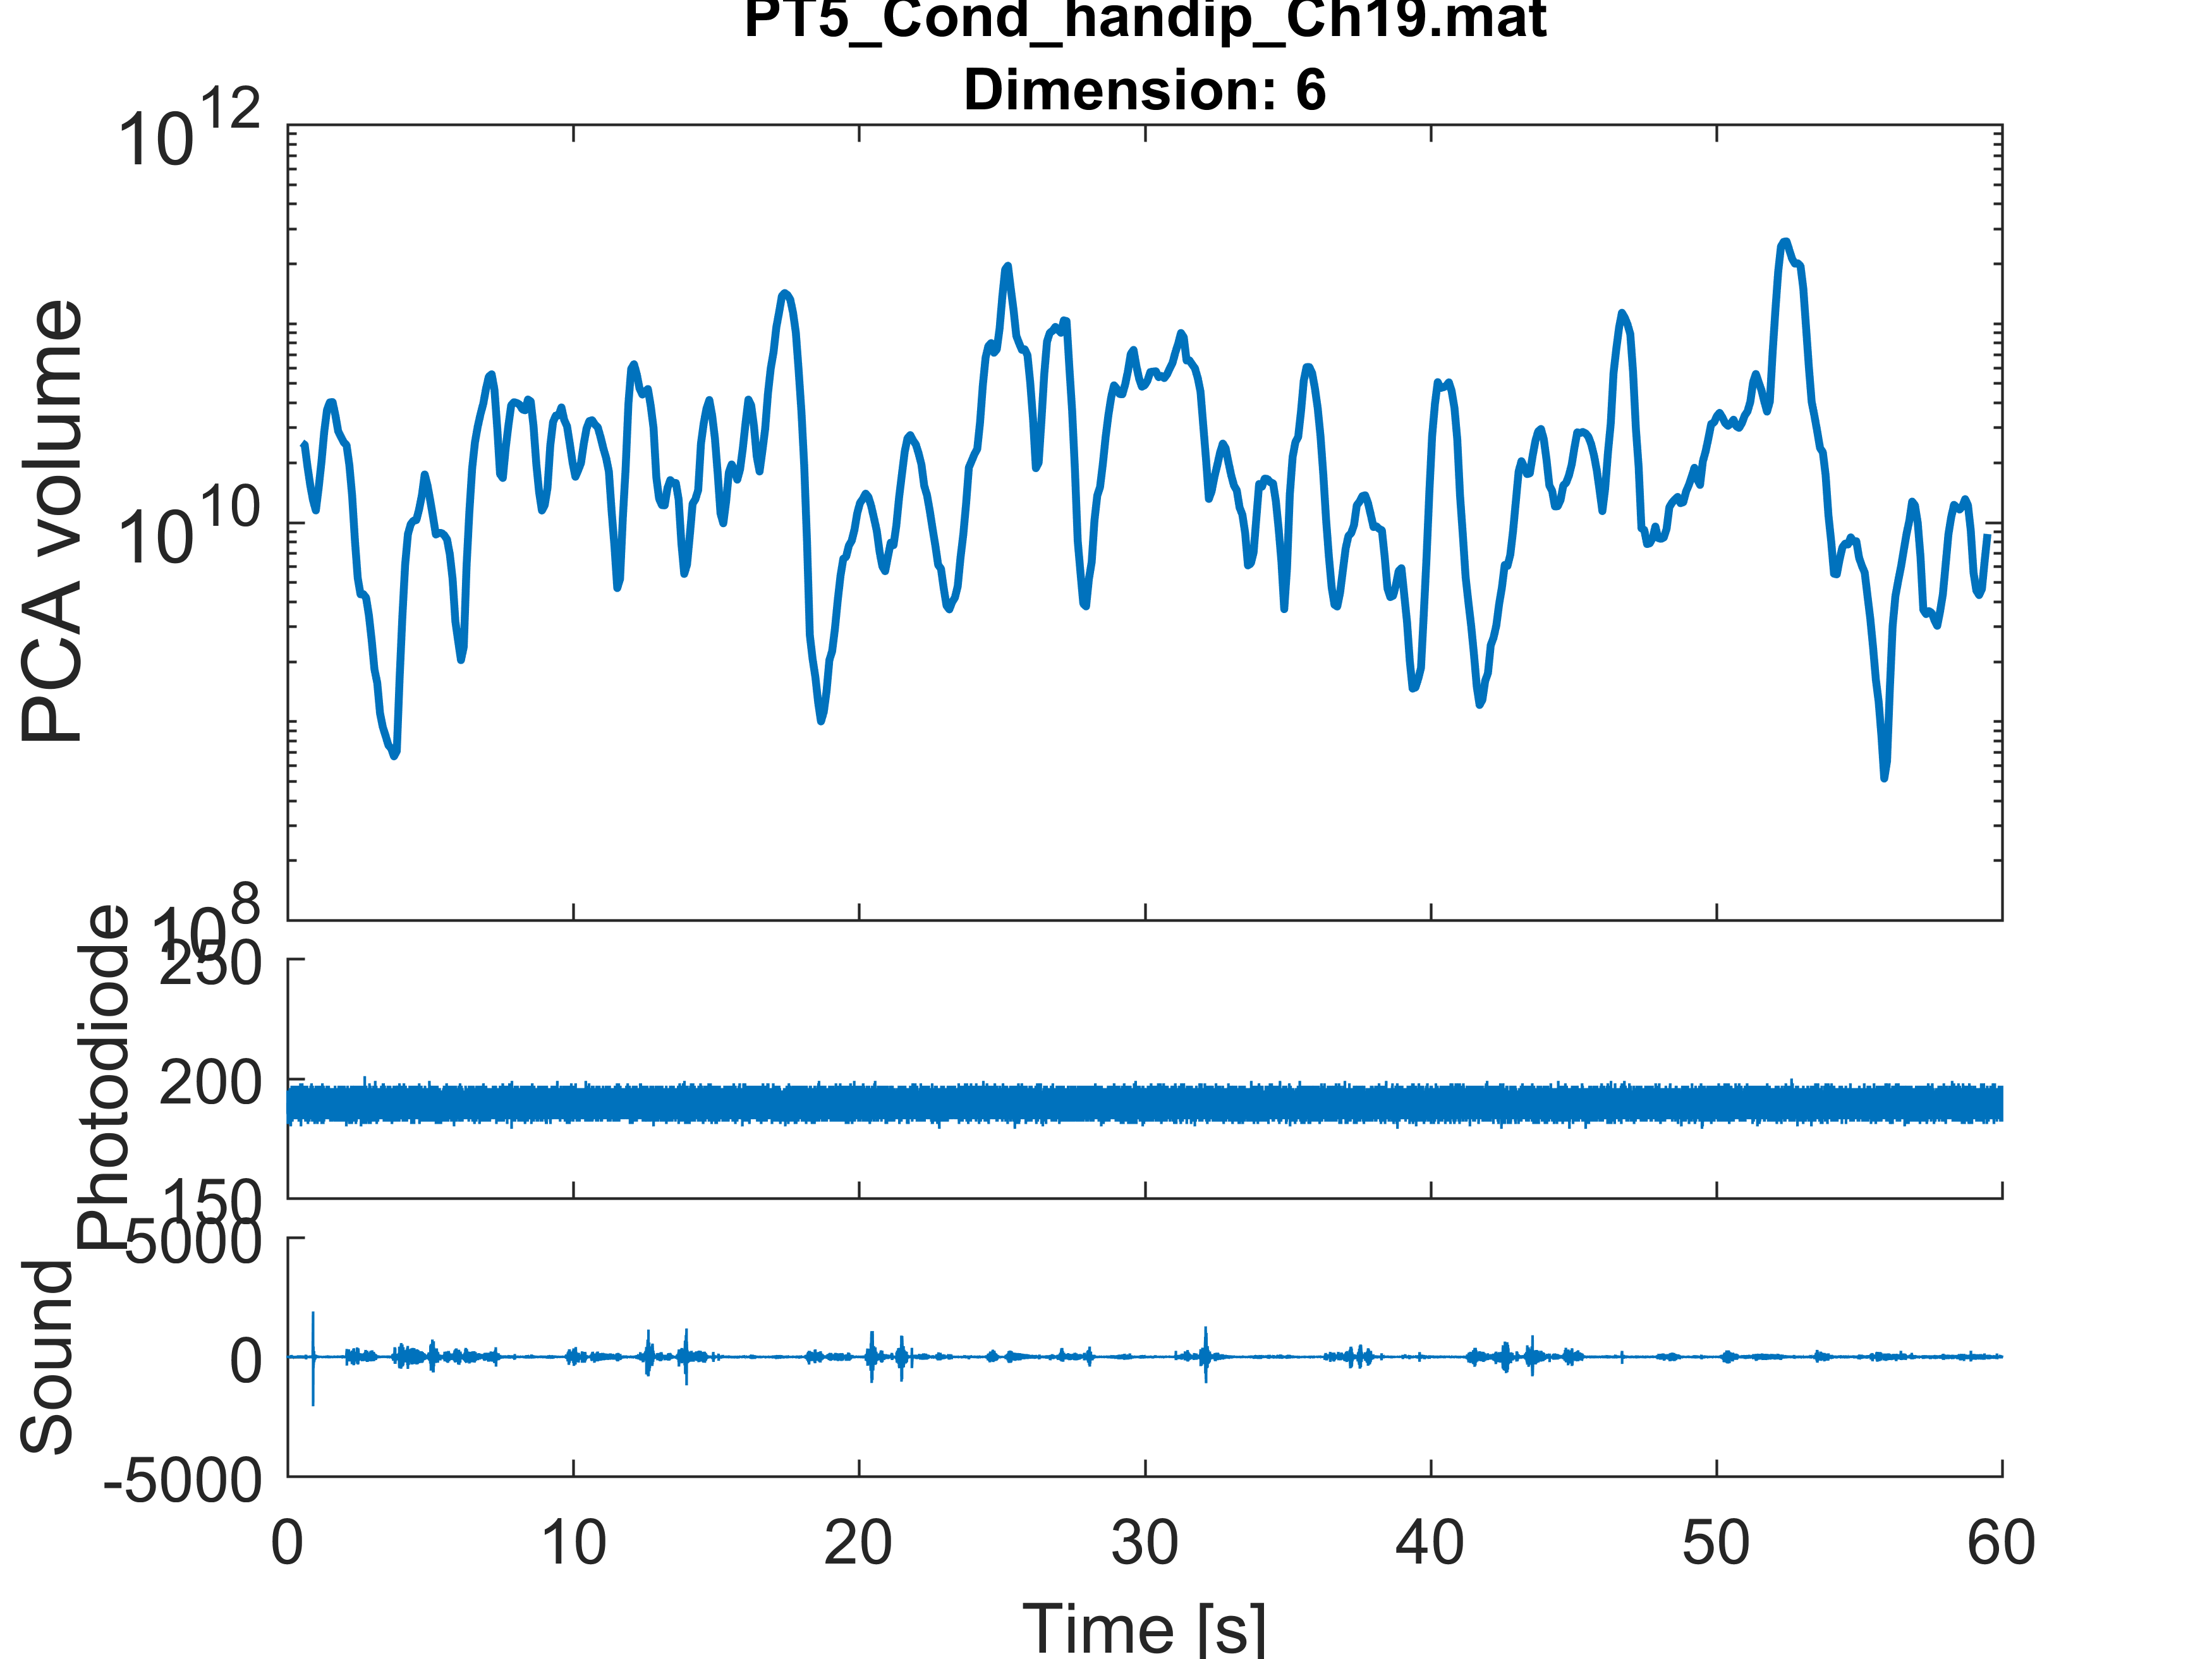 PT5_Cond_handip_Ch19.mat
Dimension: 6
10^12
10^10
10^8
PCA volume
250
200
150
Photodiode
5000
0
-5000
Sound
0 10 20 30 40 50 60
Time [s]